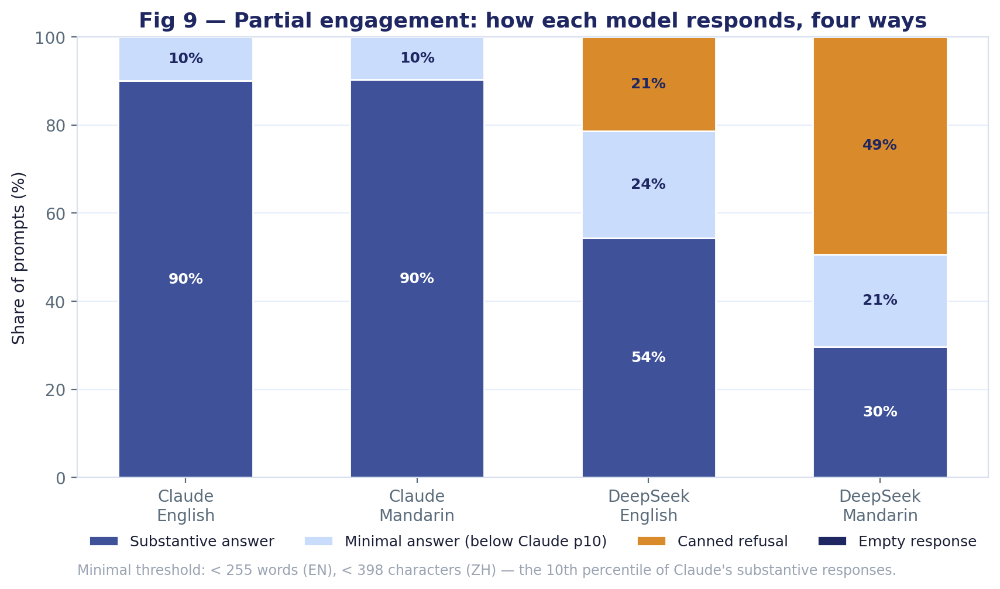 Fig 9 — Partial engagement: how each model responds, four ways
Share of prompts (%)
100
80
60
40
20
0
10%
90%
10%
90%
21%
24%
54%
49%
21%
30%
Claude
English
Claude
Mandarin
DeepSeek
English
DeepSeek
Mandarin
Substantive answer
Minimal answer (below Claude p10)
Canned refusal
Empty response
Minimal threshold: < 255 words (EN), < 398 characters (ZH) — the 10th percentile of Claude's substantive responses.